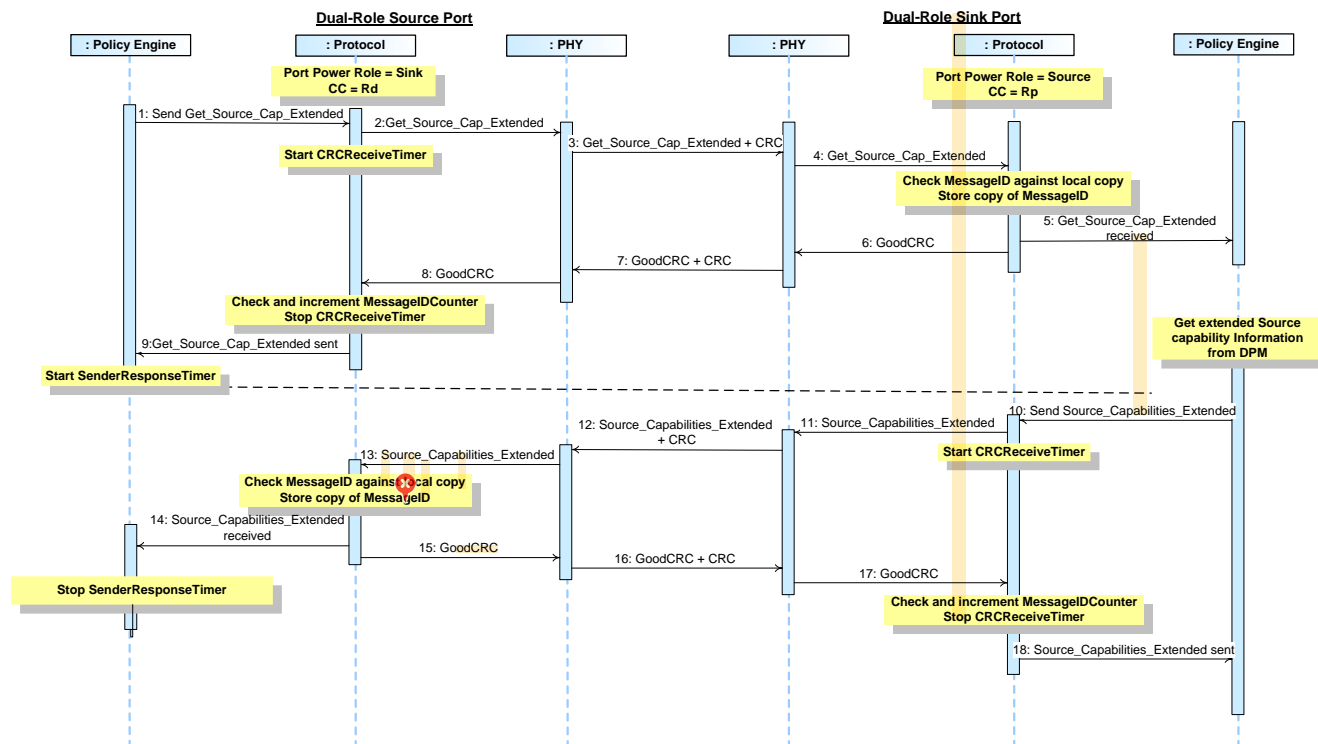 Dual-Role Source Port
Dual-Role Sink Port
: Policy Engine
: Protocol
: PHY
: PHY
: Protocol
: Policy Engine
Port Power Role = Sink
CC = Rd
Port Power Role = Source
CC = Rp
1: Send Get_Source_Cap_Extended
2:Get_Source_Cap_Extended
Start CRCReceiveTimer
3: Get_Source_Cap_Extended + CRC
4: Get_Source_Cap_Extended
Check MessageID against local copy
Store copy of MessageID
5: Get_Source_Cap_Extended
received
6: GoodCRC
7: GoodCRC + CRC
8: GoodCRC
Check and increment MessageIDCounter
Stop CRCReceiveTimer
9:Get_Source_Cap_Extended sent
Start SenderResponseTimer
Get extended Source
capability Information
from DPM
10: Send Source_Capabilities_Extended
11: Source_Capabilities_Extended
Start CRCReceiveTimer
12: Source_Capabilities_Extended
+ CRC
13: Source_Capabilities_Extended
Check MessageID against local copy
Store copy of MessageID
14: Source_Capabilities_Extended
received
15: GoodCRC
16: GoodCRC + CRC
17: GoodCRC
Stop SenderResponseTimer
Check and increment MessageIDCounter
Stop CRCReceiveTimer
18: Source_Capabilities_Extended sent